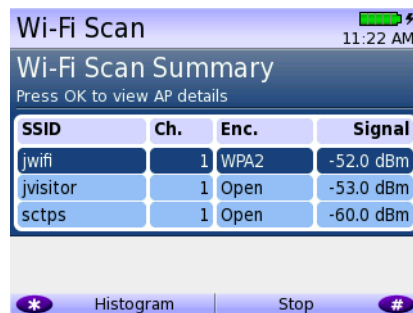 Wi-Fi Scan
11:22 AM
Wi-Fi Scan Summary
Press OK to view AP details
SSID Ch. Enc. Signal
jwifi 1 WPA2 -52.0 dBm
jvisitor 1 Open -53.0 dBm
sctps 1 Open -60.0 dBm
* Histogram Stop #